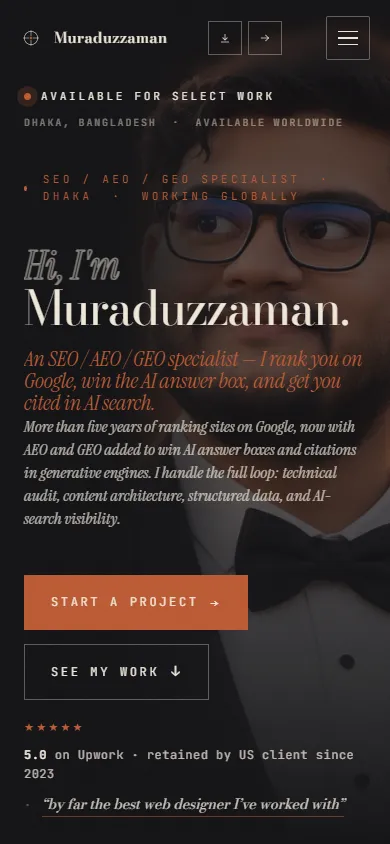 Muraduzzaman
AVAILABLE FOR SELECT WORK
DHAKA, BANGLADESH · AVAILABLE WORLDWIDE
SEO / AEO / GEO SPECIALIST ·
DHAKA · WORKING GLOBALLY
Hi, I'm
Muraduzzaman.
An SEO / AEO / GEO specialist — I rank you on
Google, win the AI answer box, and get you
cited in AI search.
More than five years of ranking sites on Google, now with
AEO and GEO added to win AI answer boxes and citations
in generative engines. I handle the full loop: technical
audit, content architecture, structured data, and AI-
search visibility.
START A PROJECT →
SEE MY WORK ↓
★★★★★
5.0 on Upwork · retained by US client since
2023
· “by far the best web designer I’ve worked with”